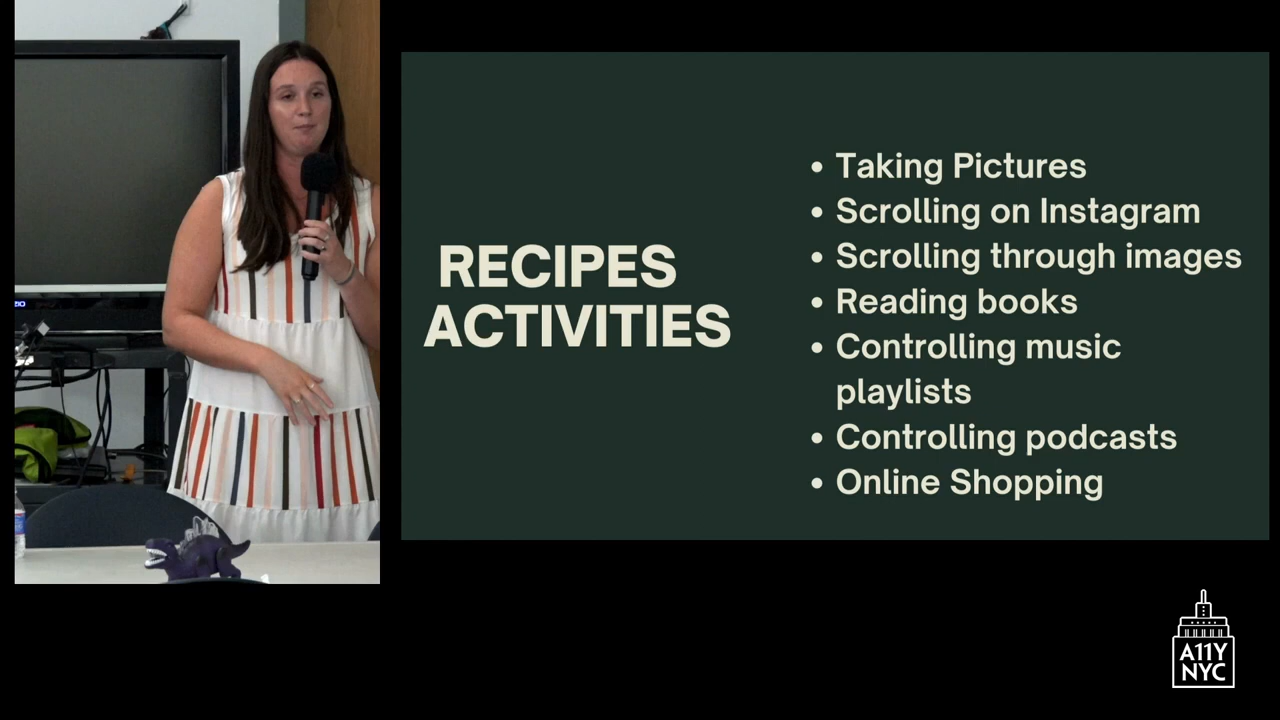 RECIPES
ACTIVITIES
• Taking Pictures
• Scrolling on Instagram
• Scrolling through images
• Reading books
• Controlling music
playlists
• Controlling podcasts
• Online Shopping
A11Y
NYC